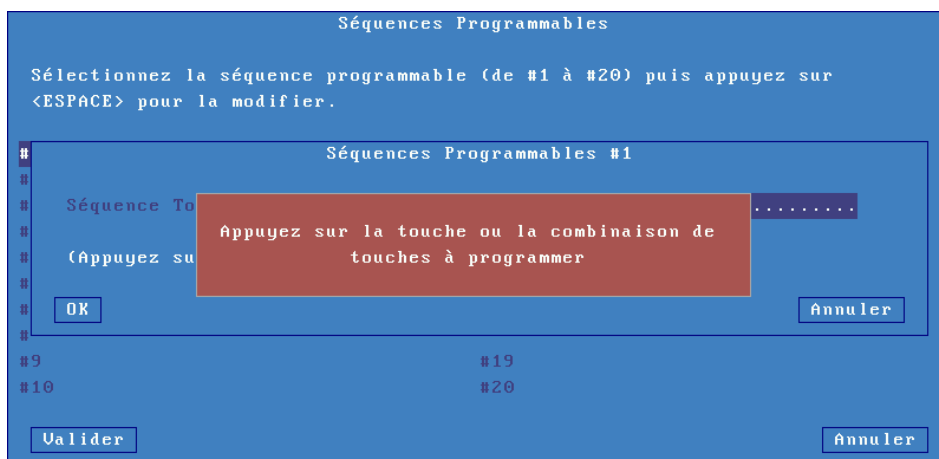 Séquences Programmables
Sélectionnez la séquence programmable (de #1 à #20) puis appuyez sur
<ESPACE> pour la modifier.
#
Séquences Programmables #1
#
# Séquence To .........
#
Appuyez sur la touche ou la combinaison de
touches à programmer
# (Appuyez su
#
# OK Annuler
#
#9 #19
#10 #20
Valider Annuler